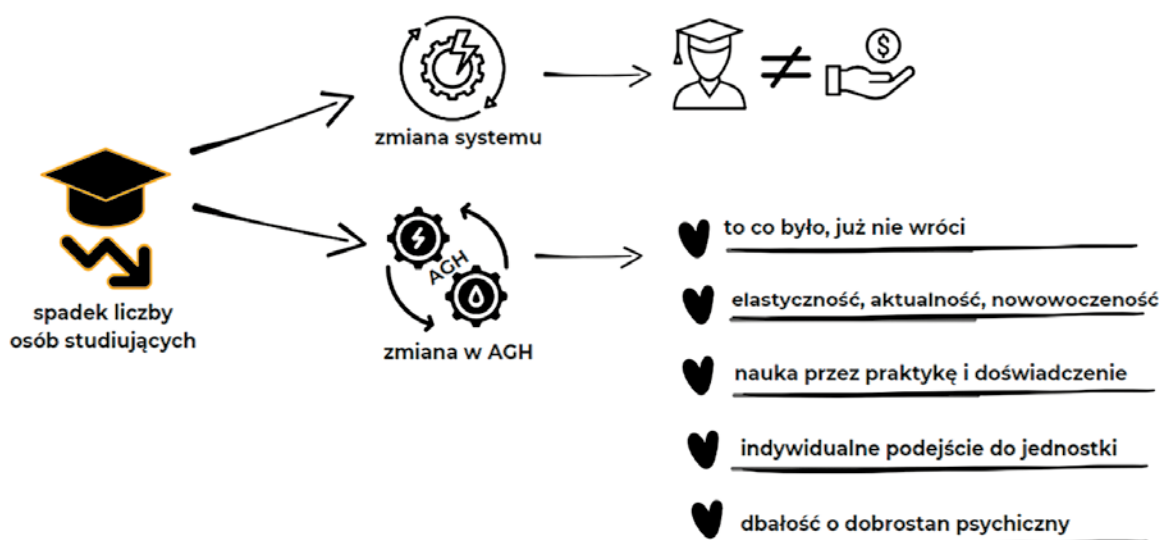 $
zmiana systemu
to co było, już nie wróci
AGH
elastyczność, aktualność, nowowoczeność
spadek liczby
osób studiujących
zmiana w AGH
nauka przez praktykę i doświadczenie
indywidualne podejście do jednostki
dbałość o dobrostan psychiczny